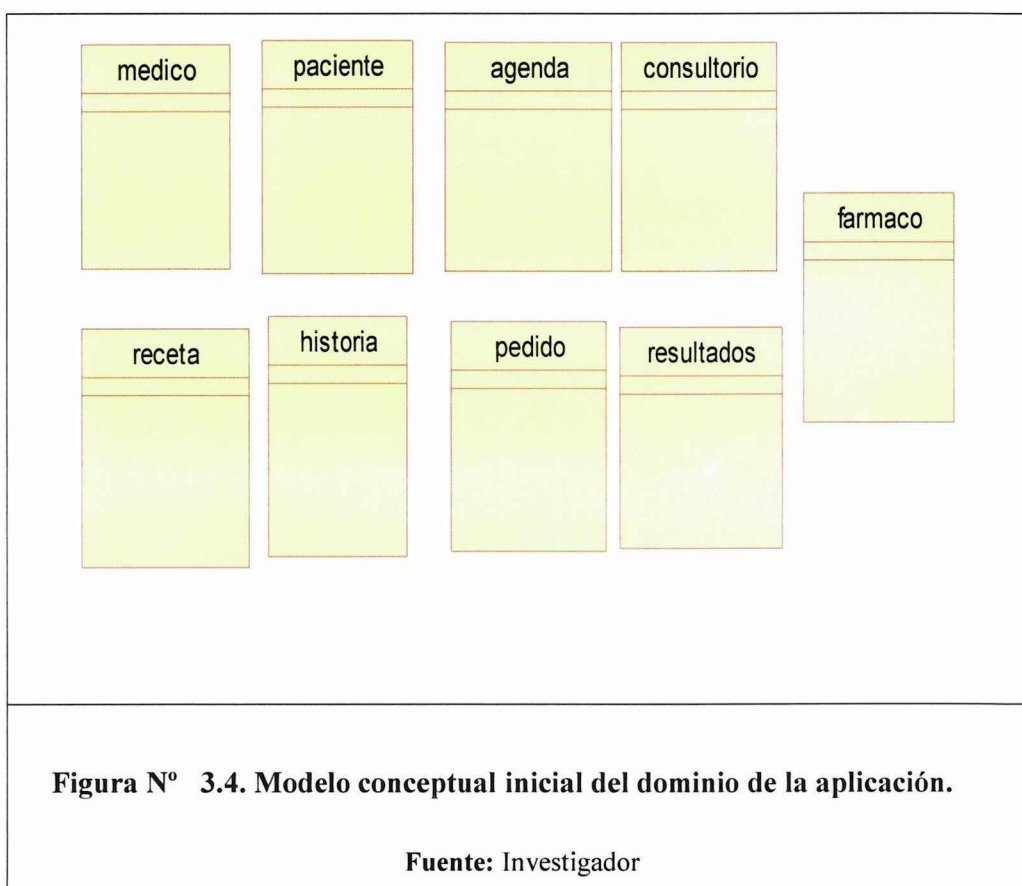 medico
paciente
agenda
consultorio
farmaco
receta
historia
pedido
resultados
Figura Nº 3.4. Modelo conceptual inicial del dominio de la aplicación.
Fuente: Investigador